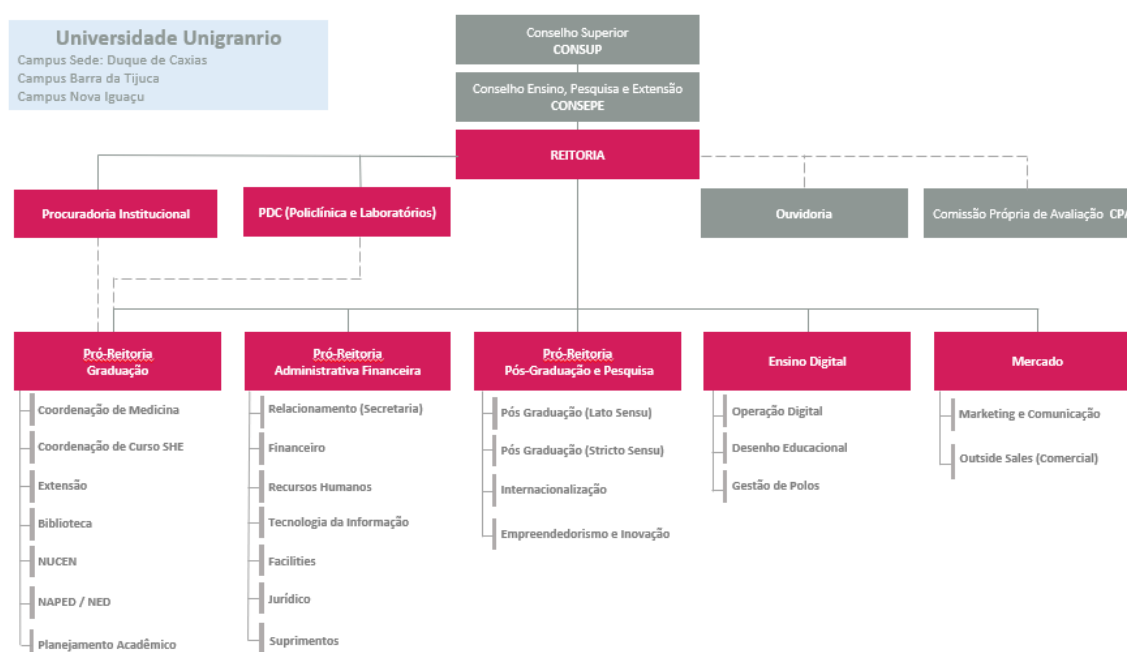 Universidade Unigranrio
Campus Sede: Duque de Caxias
Campus Barra da Tijuca
Campus Nova Iguaçu
Conselho Superior
CONSUP
Conselho Ensino, Pesquisa e Extensão
CONSEPE
REITORIA
Procuradoria Institucional
PDC (Policlínica e Laboratórios)
Ouvidoria
Comissão Própria de Avaliação CPA
Pró-Reitoria
Graduação
Coordenação de Medicina
Coordenação de Curso SHE
Extensão
Biblioteca
NUCEN
NAPED / NED
Planejamento Acadêmico
Pró-Reitoria
Administrativa Financeira
Relacionamento (Secretaria)
Financeiro
Recursos Humanos
Tecnologia da Informação
Facilities
Jurídico
Suprimentos
Pró-Reitoria
Pós-Graduação e Pesquisa
Pós Graduação (Lato Sensu)
Pós Graduação (Stricto Sensu)
Internacionalização
Empreendedorismo e Inovação
Ensino Digital
Operação Digital
Desenho Educacional
Gestão de Polos
Mercado
Marketing e Comunicação
Outside Sales (Comercial)